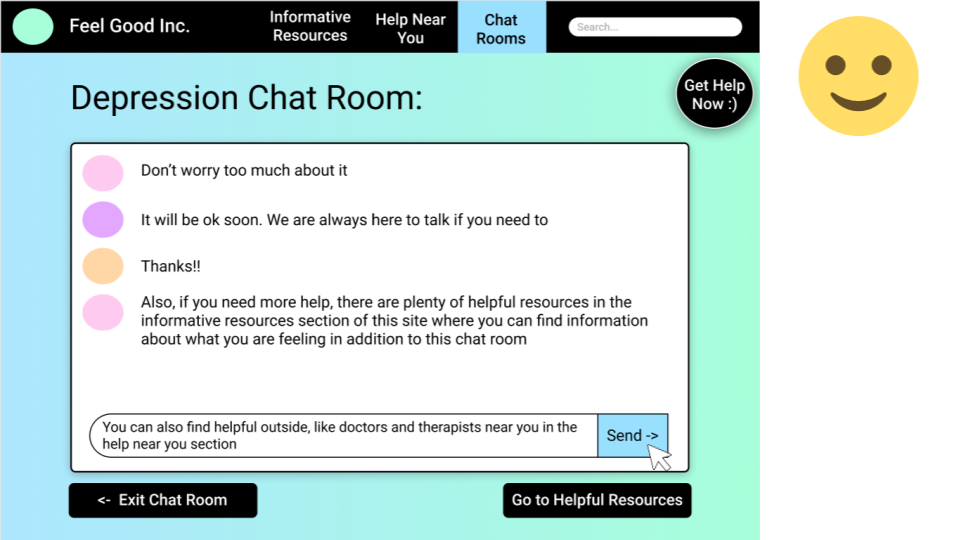 Feel Good Inc.
Informative
Resources
Help Near
You
Chat
Rooms
Search...
Get Help
Now :)
Depression Chat Room:
Don’t worry too much about it
It will be ok soon. We are always here to talk if you need to
Thanks!!
Also, if you need more help, there are plenty of helpful resources in the
informative resources section of this site where you can find information
about what you are feeling in addition to this chat room
You can also find helpful outside, like doctors and therapists near you in the
help near you section
Send ->
<- Exit Chat Room
Go to Helpful Resources